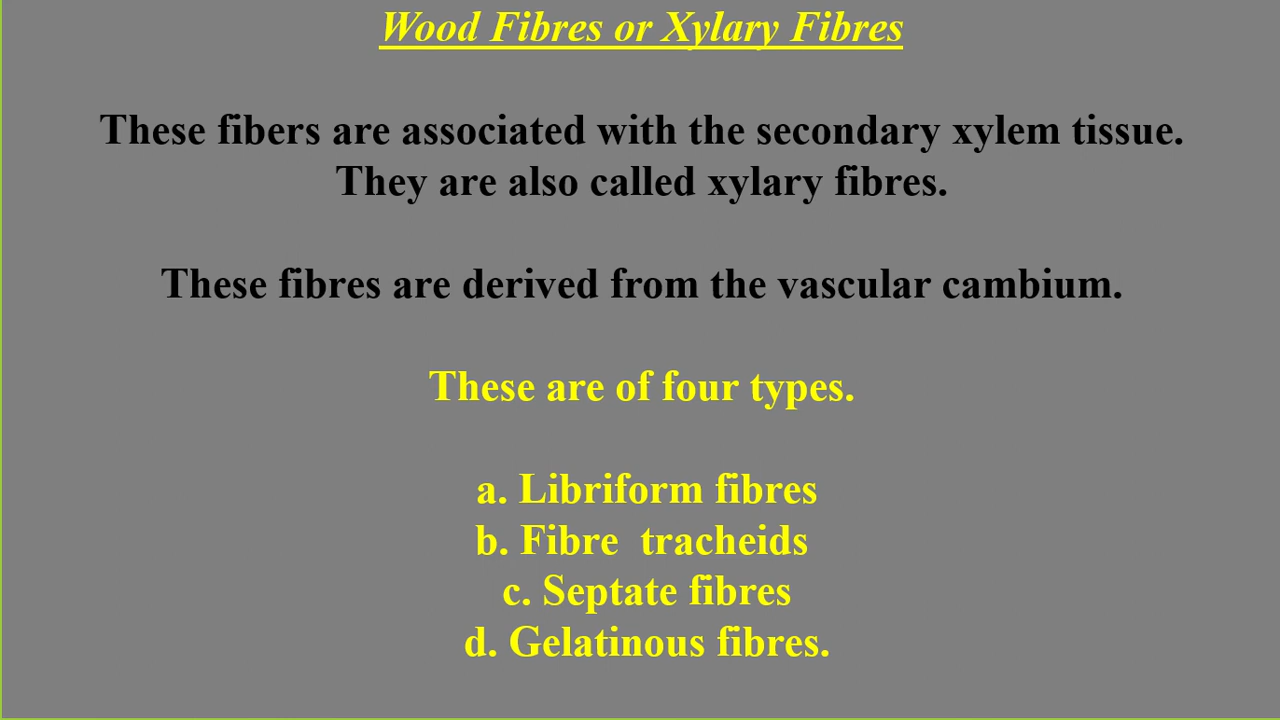 Wood Fibres or Xylary Fibres
These fibers are associated with the secondary xylem tissue.
They are also called xylary fibres.
These fibres are derived from the vascular cambium.
These are of four types.
a. Libriform fibres
b. Fibre  tracheids
c. Septate fibres
d. Gelatinous fibres.